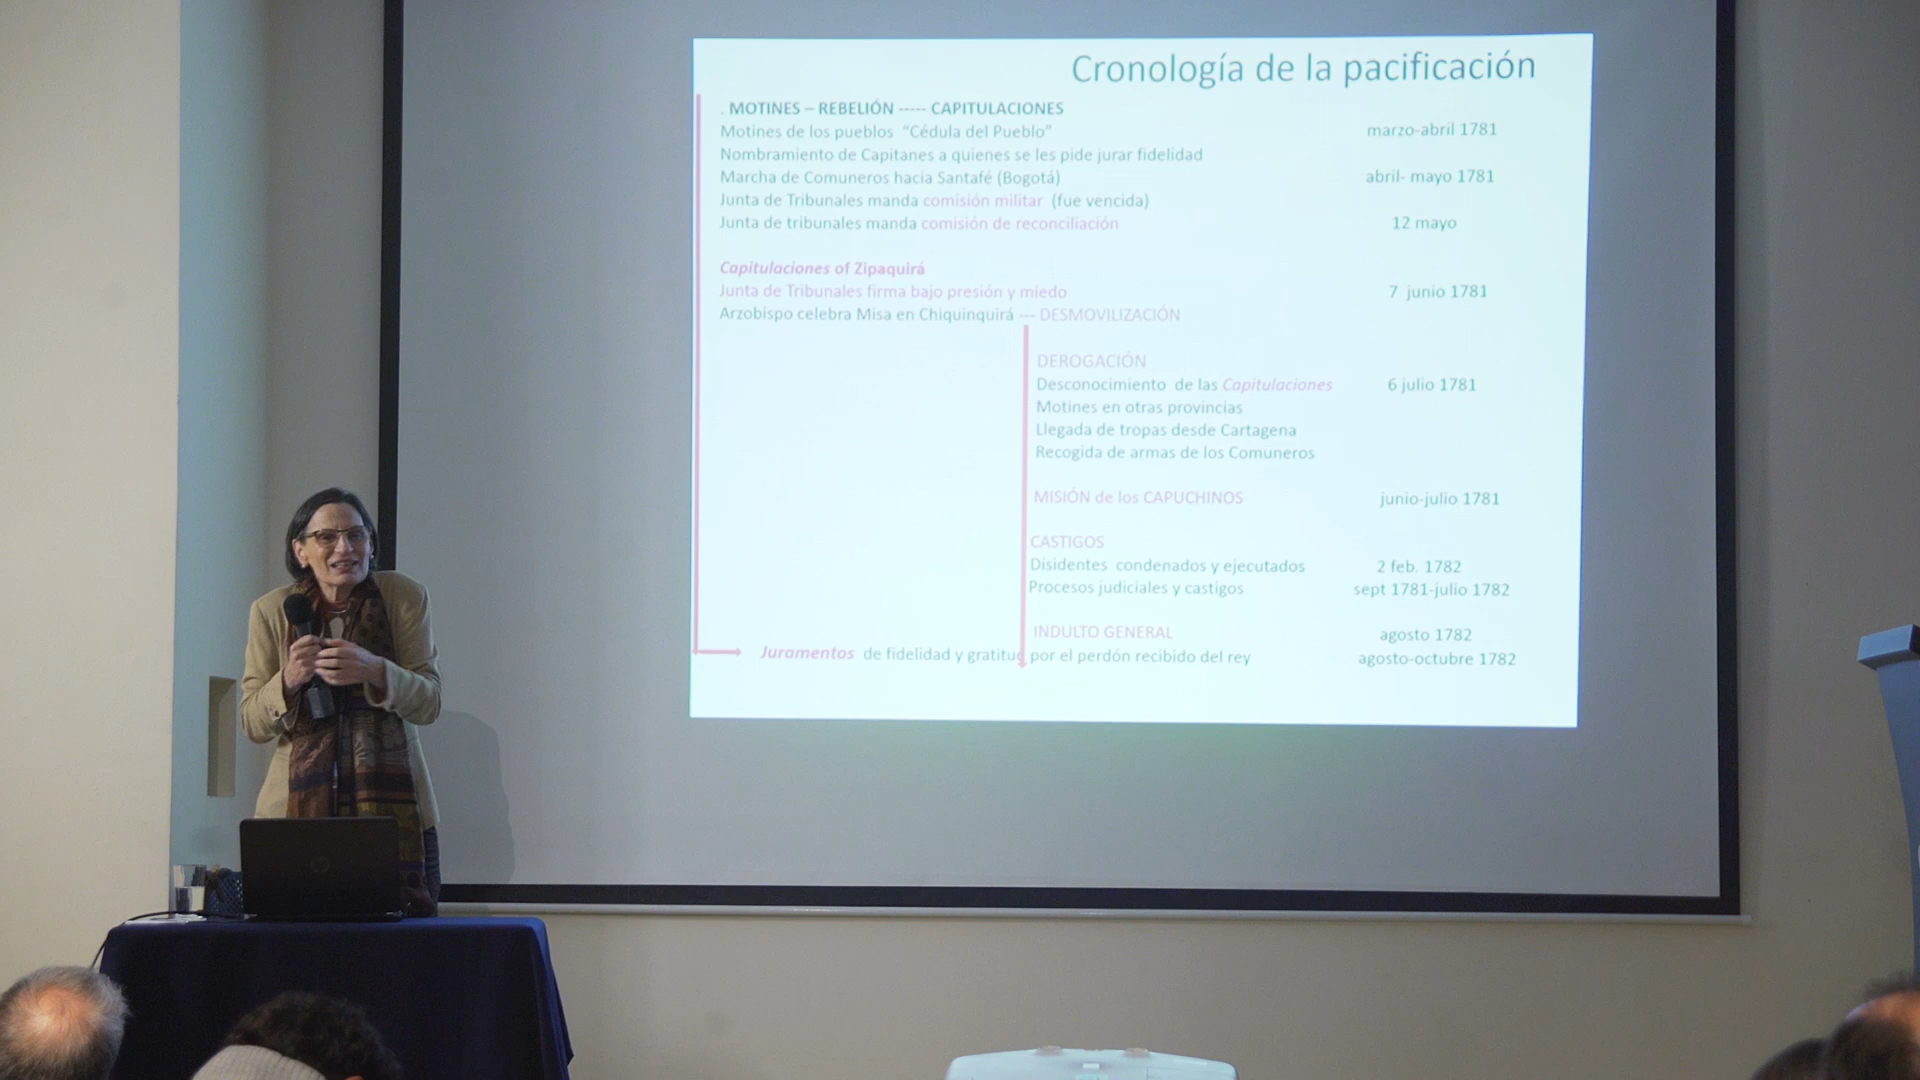 Cronología de la pacificación
. MOTINES – REBELIÓN ----- CAPITULACIONES
Motines de los pueblos “Cédula del Pueblo” marzo-abril 1781
Nombramiento de Capitanes a quienes se les pide jurar fidelidad
Marcha de Comuneros hacia Santafé (Bogotá) abril- mayo 1781
Junta de Tribunales manda comisión militar (fue vencida)
Junta de tribunales manda comisión de reconciliación 12 mayo
Capitulaciones of Zipaquirá
Junta de Tribunales firma bajo presión y miedo 7 junio 1781
Arzobispo celebra Misa en Chiquinquirá --- DESMOVILIZACIÓN
DEROGACIÓN
Desconocimiento de las Capitulaciones 6 julio 1781
Motines en otras provincias
Llegada de tropas desde Cartagena
Recogida de armas de los Comuneros
MISIÓN de los CAPUCHINOS junio-julio 1781
CASTIGOS
Disidentes condenados y ejecutados 2 feb. 1782
Procesos judiciales y castigos sept 1781-julio 1782
INDULTO GENERAL agosto 1782
Juramentos de fidelidad y gratitud por el perdón recibido del rey agosto-octubre 1782